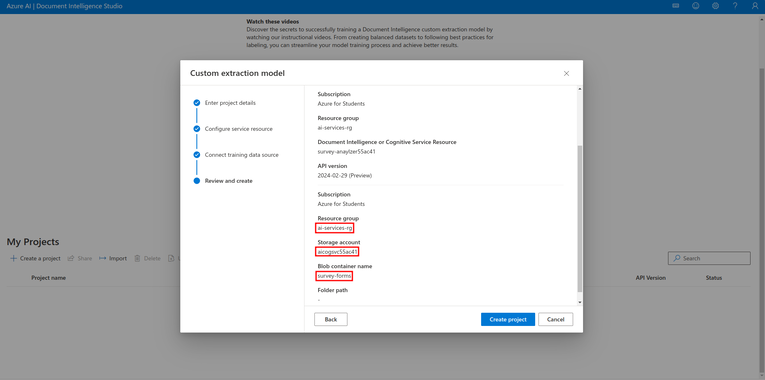 Azure AI | Document Intelligence Studio
Watch these videos
Discover the secrets to successfully training a Document Intelligence custom extraction model by
watching our instructional videos. From creating balanced datasets to following best practices for
labeling, you can streamline your model training process and achieve better results.
Custom extraction model
Enter project details
Configure service resource
Connect training data source
Review and create
Subscription
Azure for Students
Resource group
ai-services-rg
Document Intelligence or Cognitive Service Resource
survey-anaylzer55ac41
API version
2024-02-29 (Preview)
Subscription
Azure for Students
Resource group
ai-services-rg
Storage account
aicogsvc55ac41
Blob container name
survey-forms
Folder path
-
Back
Create project
Cancel
My Projects
+ Create a project
Share
Import
Delete
Search
Project name
API Version
Status